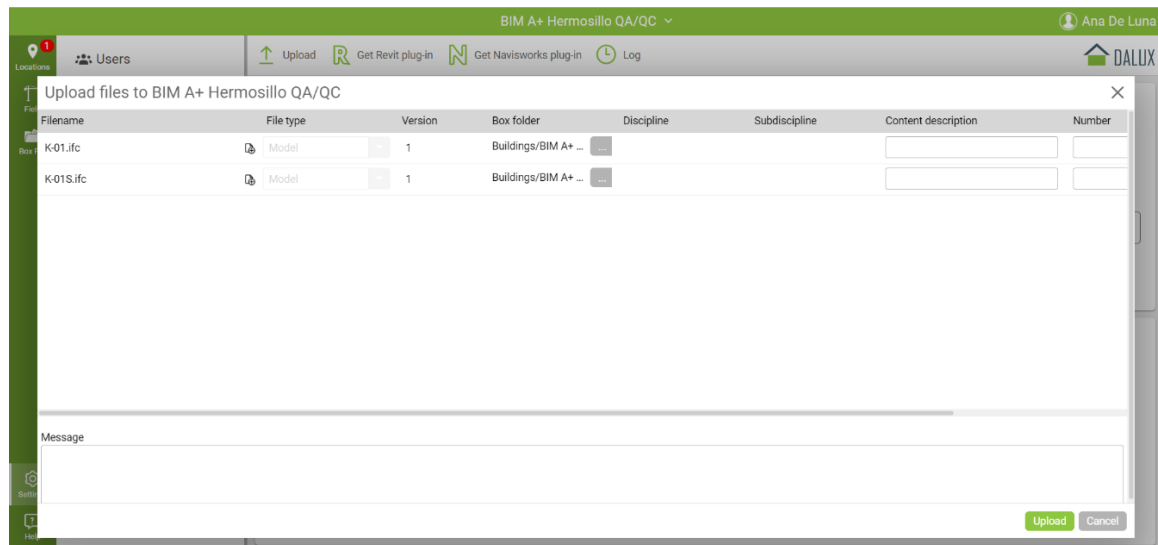 BIM A+ Hermosillo QA/QC
Ana De Luna
1
Locations
Users
Upload
Get Revit plug-in
Get Navisworks plug-in
Log
DALUX
Upload files to BIM A+ Hermosillo QA/QC
Filename File type Version Box folder Discipline Subdiscipline Content description Number
K-01.ifc Model 1 Buildings/BIM A+ ... ...
K-01S.ifc Model 1 Buildings/BIM A+ ... ...
Message
Upload Cancel